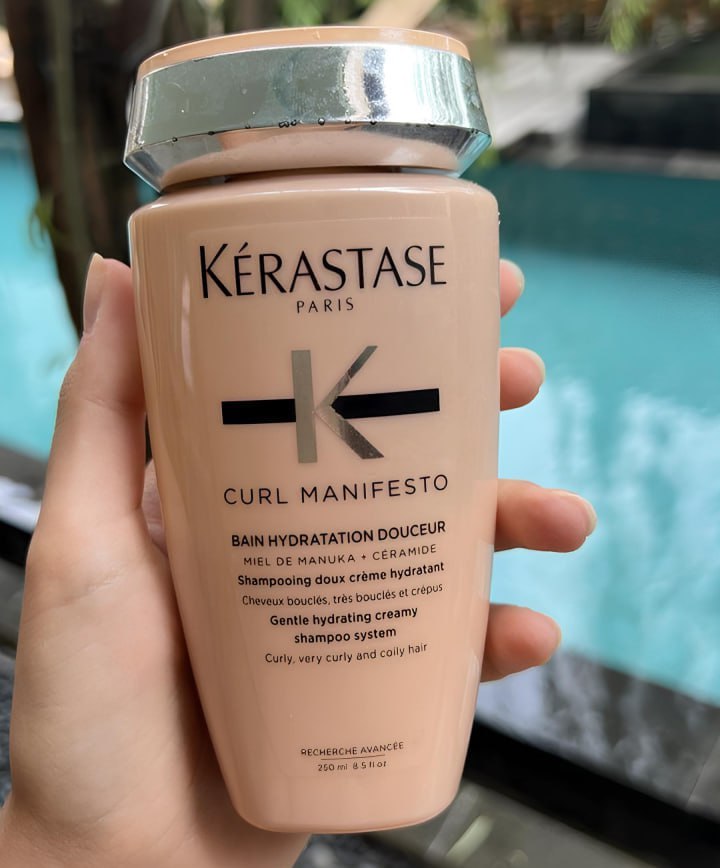 KÉRASTASE
PARIS
K
CURL MANIFESTO
BAIN HYDRATATION DOUCEUR
MIEL DE MANUKA + CÉRAMIDE
Shampooing doux crème hydratant
Cheveux bouclés, très bouclés et crépus
Gentle hydrating creamy
shampoo system
Curly, very curly and coily hair
RECHERCHE AVANCÉE
250 ml 8.5 fl oz